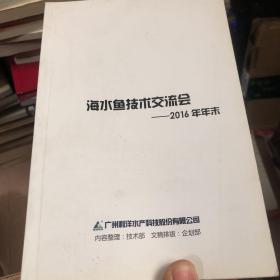 海水鱼技术交流会
——2016年年末
广州利洋水产科技股份有限公司
内容整理：技术部 文稿排版：企划部